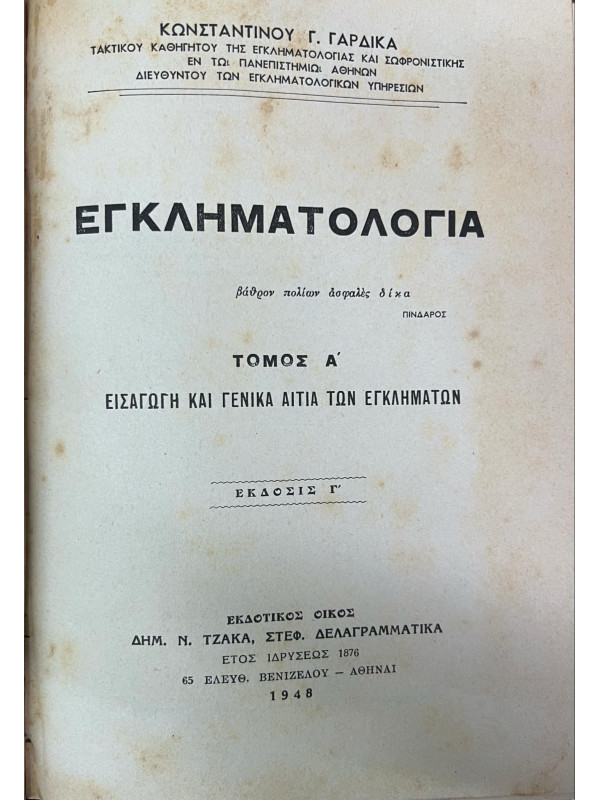 ΚΩΝΣΤΑΝΤΙΝΟΥ Γ. ΓΑΡΔΙΚΑ
ΤΑΚΤΙΚΟΥ ΚΑΘΗΓΗΤΟΥ ΤΗΣ ΕΓΚΛΗΜΑΤΟΛΟΓΙΑΣ ΚΑΙ ΣΩΦΡΟΝΙΣΤΙΚΗΣ
ΕΝ ΤΩι ΠΑΝΕΠΙΣΤΗΜΙΩι ΑΘΗΝΩΝ
ΔΙΕΥΘΥΝΤΟΥ ΤΩΝ ΕΓΚΛΗΜΑΤΟΛΟΓΙΚΩΝ ΥΠΗΡΕΣΙΩΝ
ΕΓΚΛΗΜΑΤΟΛΟΓΙΑ
βάθρον πολίων ἀσφαλὲς δίκα
ΠΙΝΔΑΡΟΣ
ΤΟΜΟΣ Α΄
ΕΙΣΑΓΩΓΗ ΚΑΙ ΓΕΝΙΚΑ ΑΙΤΙΑ ΤΩΝ ΕΓΚΛΗΜΑΤΩΝ
ΕΚΔΟΣΙΣ Γ΄
ΕΚΔΟΤΙΚΟΣ ΟΙΚΟΣ
ΔΗΜ. Ν. ΤΖΑΚΑ, ΣΤΕΦ. ΔΕΛΑΓΡΑΜΜΑΤΙΚΑ
ΕΤΟΣ ΙΔΡΥΣΕΩΣ 1876
65 ΕΛΕΥΘ. ΒΕΝΙΖΕΛΟΥ — ΑΘΗΝΑΙ
1948